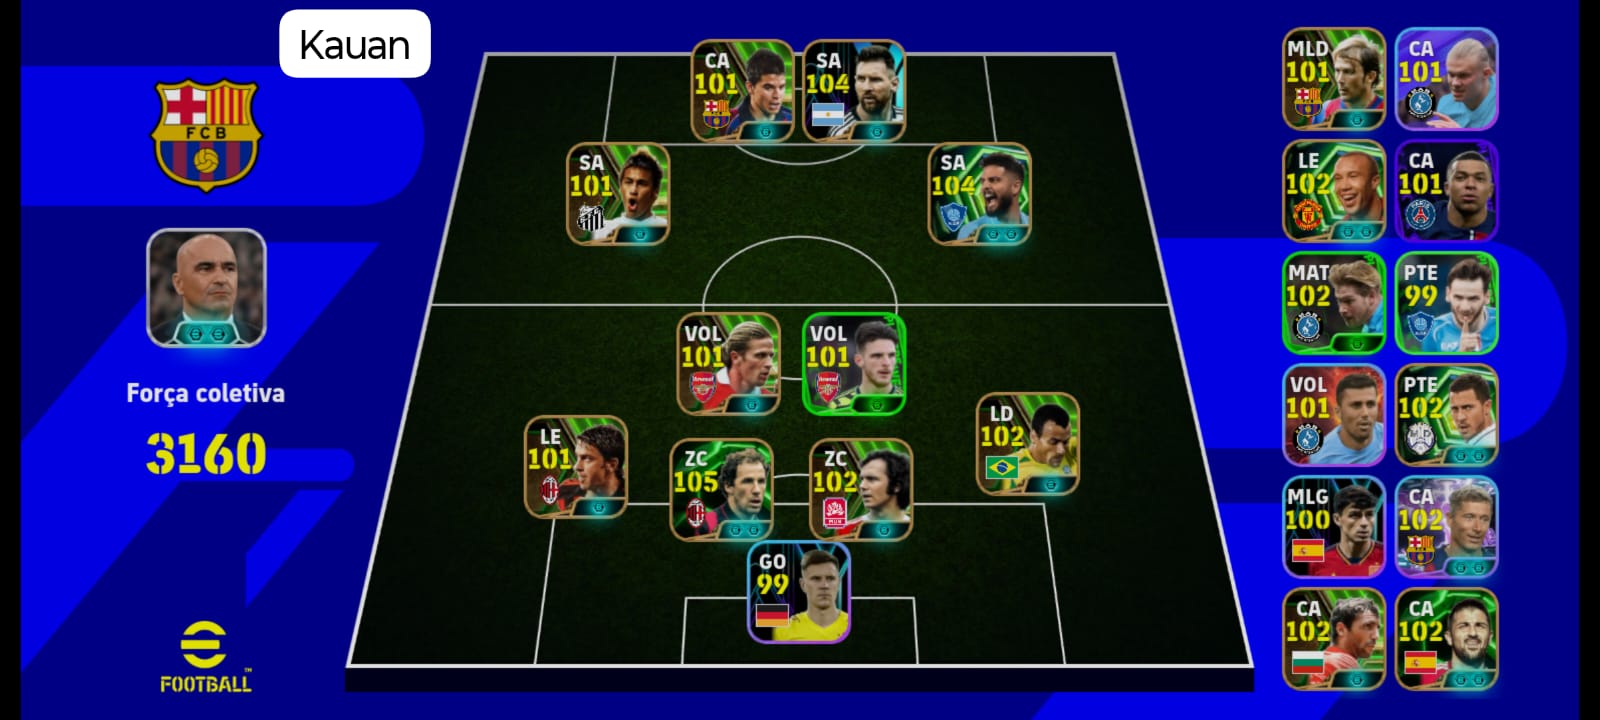 Kauan
FCB
Força coletiva
3160
FOOTBALL™
CA
101
SA
104
SA
101
SA
104
VOL
101
VOL
101
LE
101
ZC
105
ZC
102
LD
102
GO
99
MLD
101
CA
101
LE
102
CA
101
MAT
102
PTE
99
VOL
101
PTE
102
MLG
100
CA
102
CA
102
CA
102